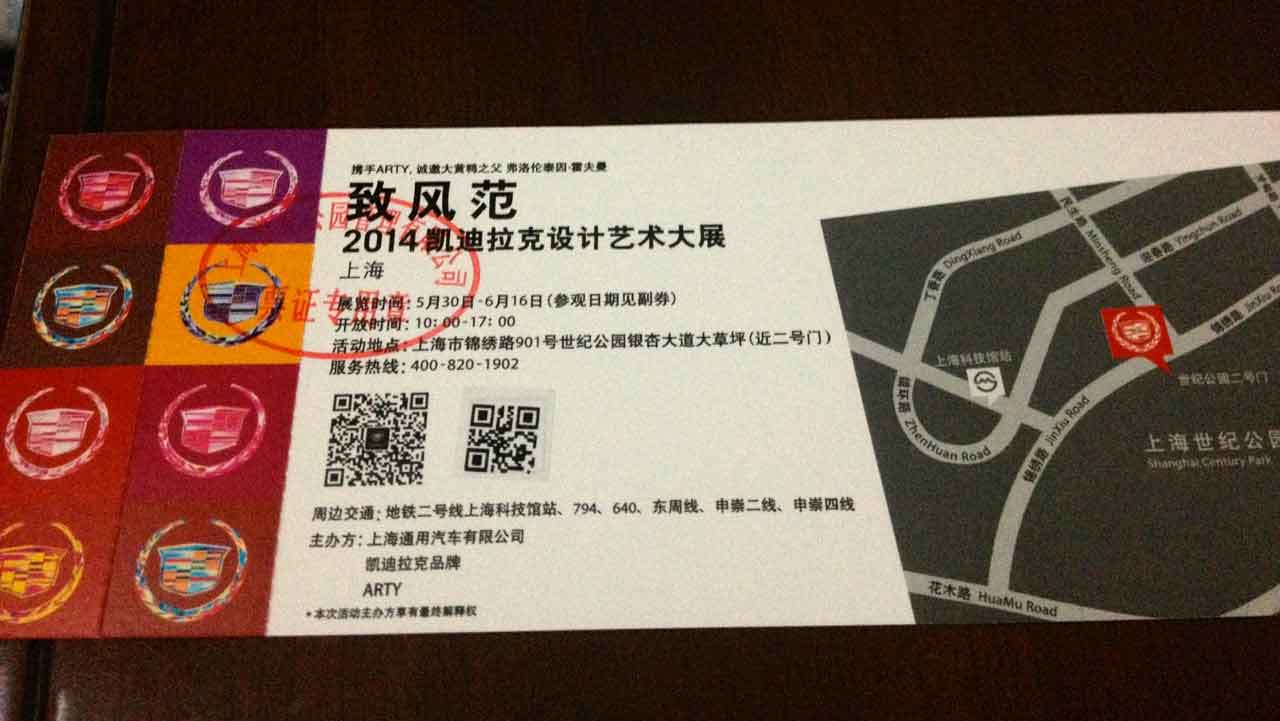 携手ARTY, 诚邀大黄鸭之父 弗洛伦泰因·霍夫曼
致风范
2014凯迪拉克设计艺术大展
上海
展览时间：5月30日-6月16日（参观日期见副券）
开放时间：10：00-17：00
活动地点：上海市锦绣路901号世纪公园银杏大道大草坪（近二号门）
服务热线：400-820-1902
周边交通：地铁二号线上海科技馆站、794、640、东周线、申崇二线、申崇四线
主办方：上海通用汽车有限公司
凯迪拉克品牌
ARTY
*本次活动主办方享有最终解释权
票证专用章
丁香路 DingXiang Road
民生路 Minsheng Road
迎春路 Yingchun Road
锦绣路 JinXiu
上海科技馆站
世纪公园二号门
ZhenHuan Road
锦绣路 JinXiu Road
上海世纪公园
Shanghai Century Park
花木路 HuaMu Road